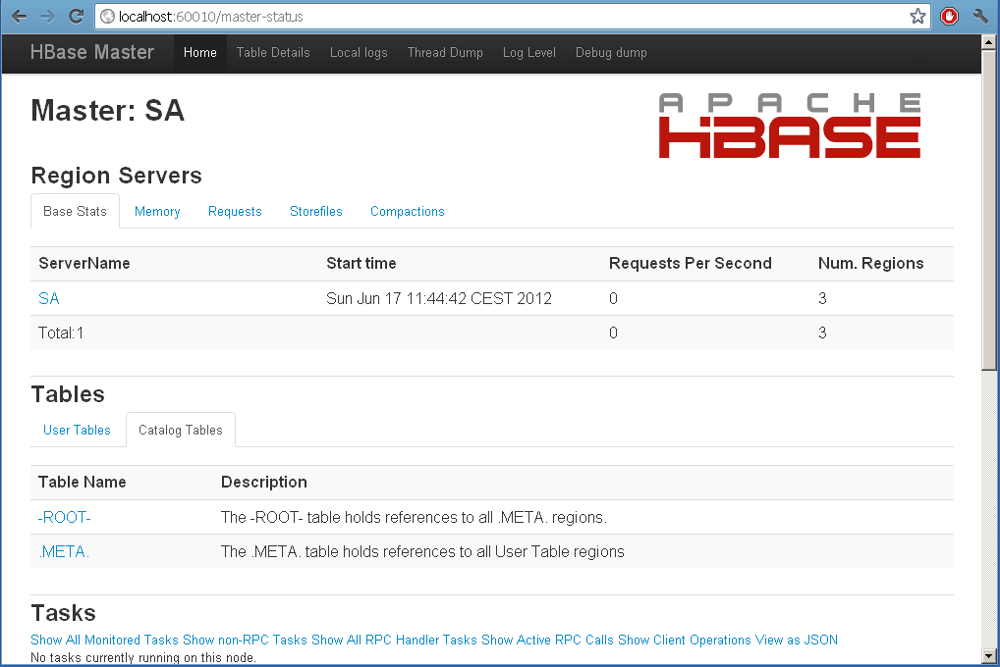 localhost:60010/master-status
HBase Master Home Table Details Local logs Thread Dump Log Level Debug dump
Master: SA
APACHE
HBASE
Region Servers
Base Stats Memory Requests Storefiles Compactions
ServerName Start time Requests Per Second Num. Regions
SA Sun Jun 17 11:44:42 CEST 2012 0 3
Total:1 0 3
Tables
User Tables Catalog Tables
Table Name Description
-ROOT- The -ROOT- table holds references to all .META. regions.
.META. The .META. table holds references to all User Table regions
Tasks
Show All Monitored Tasks Show non-RPC Tasks Show All RPC Handler Tasks Show Active RPC Calls Show Client Operations View as JSON
No tasks currently running on this node.